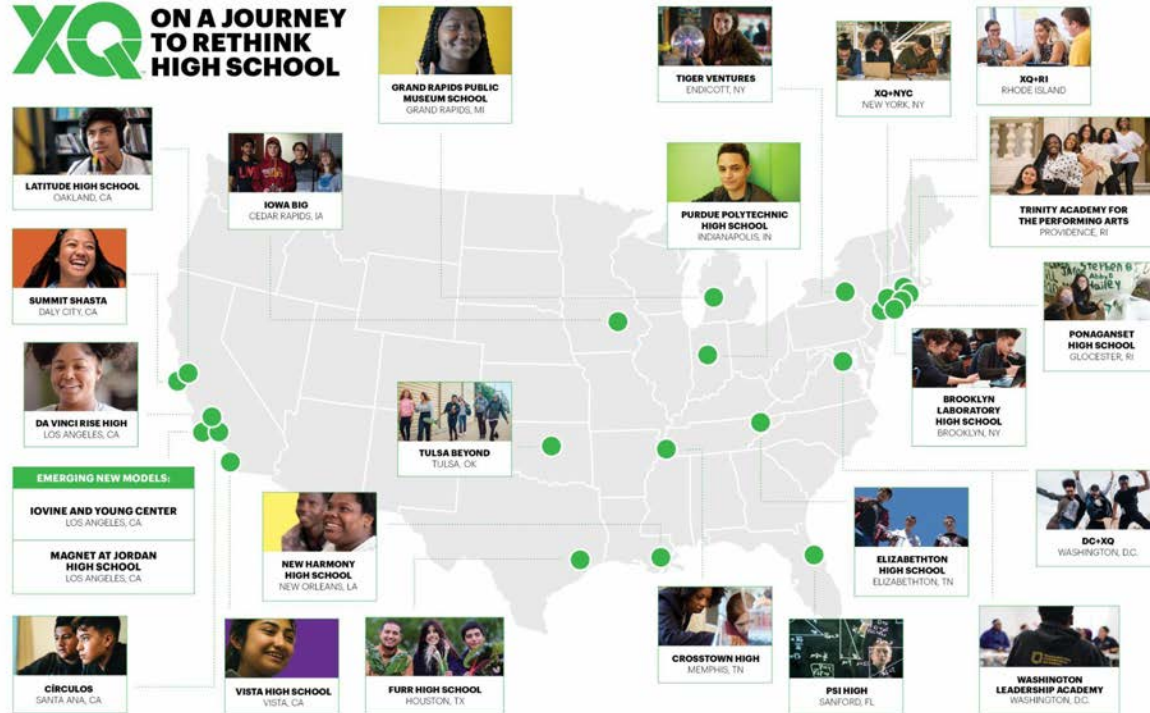 XQ
ON A JOURNEY
TO RETHINK
HIGH SCHOOL
GRAND RAPIDS PUBLIC
MUSEUM SCHOOL
GRAND RAPIDS, MI
TIGER VENTURES
ENDICOTT, NY
XQ+NYC
NEW YORK, NY
XQ+RI
RHODE ISLAND
LATITUDE HIGH SCHOOL
OAKLAND, CA
IOWA BIG
CEDAR RAPIDS, IA
PURDUE POLYTECHNIC
HIGH SCHOOL
INDIANAPOLIS, IN
TRINITY ACADEMY FOR
THE PERFORMING ARTS
PROVIDENCE, RI
SUMMIT SHASTA
DALY CITY, CA
PONAGANSET
HIGH SCHOOL
GLOCESTER, RI
DA VINCI RISE HIGH
LOS ANGELES, CA
BROOKLYN
LABORATORY
HIGH SCHOOL
BROOKLYN, NY
TULSA BEYOND
TULSA, OK
EMERGING NEW MODELS:
IOVINE AND YOUNG CENTER
LOS ANGELES, CA
MAGNET AT JORDAN
HIGH SCHOOL
LOS ANGELES, CA
NEW HARMONY
HIGH SCHOOL
NEW ORLEANS, LA
ELIZABETHTON
HIGH SCHOOL
ELIZABETHTON, TN
DC+XQ
WASHINGTON, D.C.
CÍRCULOS
SANTA ANA, CA
VISTA HIGH SCHOOL
VISTA, CA
FURR HIGH SCHOOL
HOUSTON, TX
CROSSTOWN HIGH
MEMPHIS, TN
PSI HIGH
SANFORD, FL
WASHINGTON
LEADERSHIP ACADEMY
WASHINGTON, D.C.